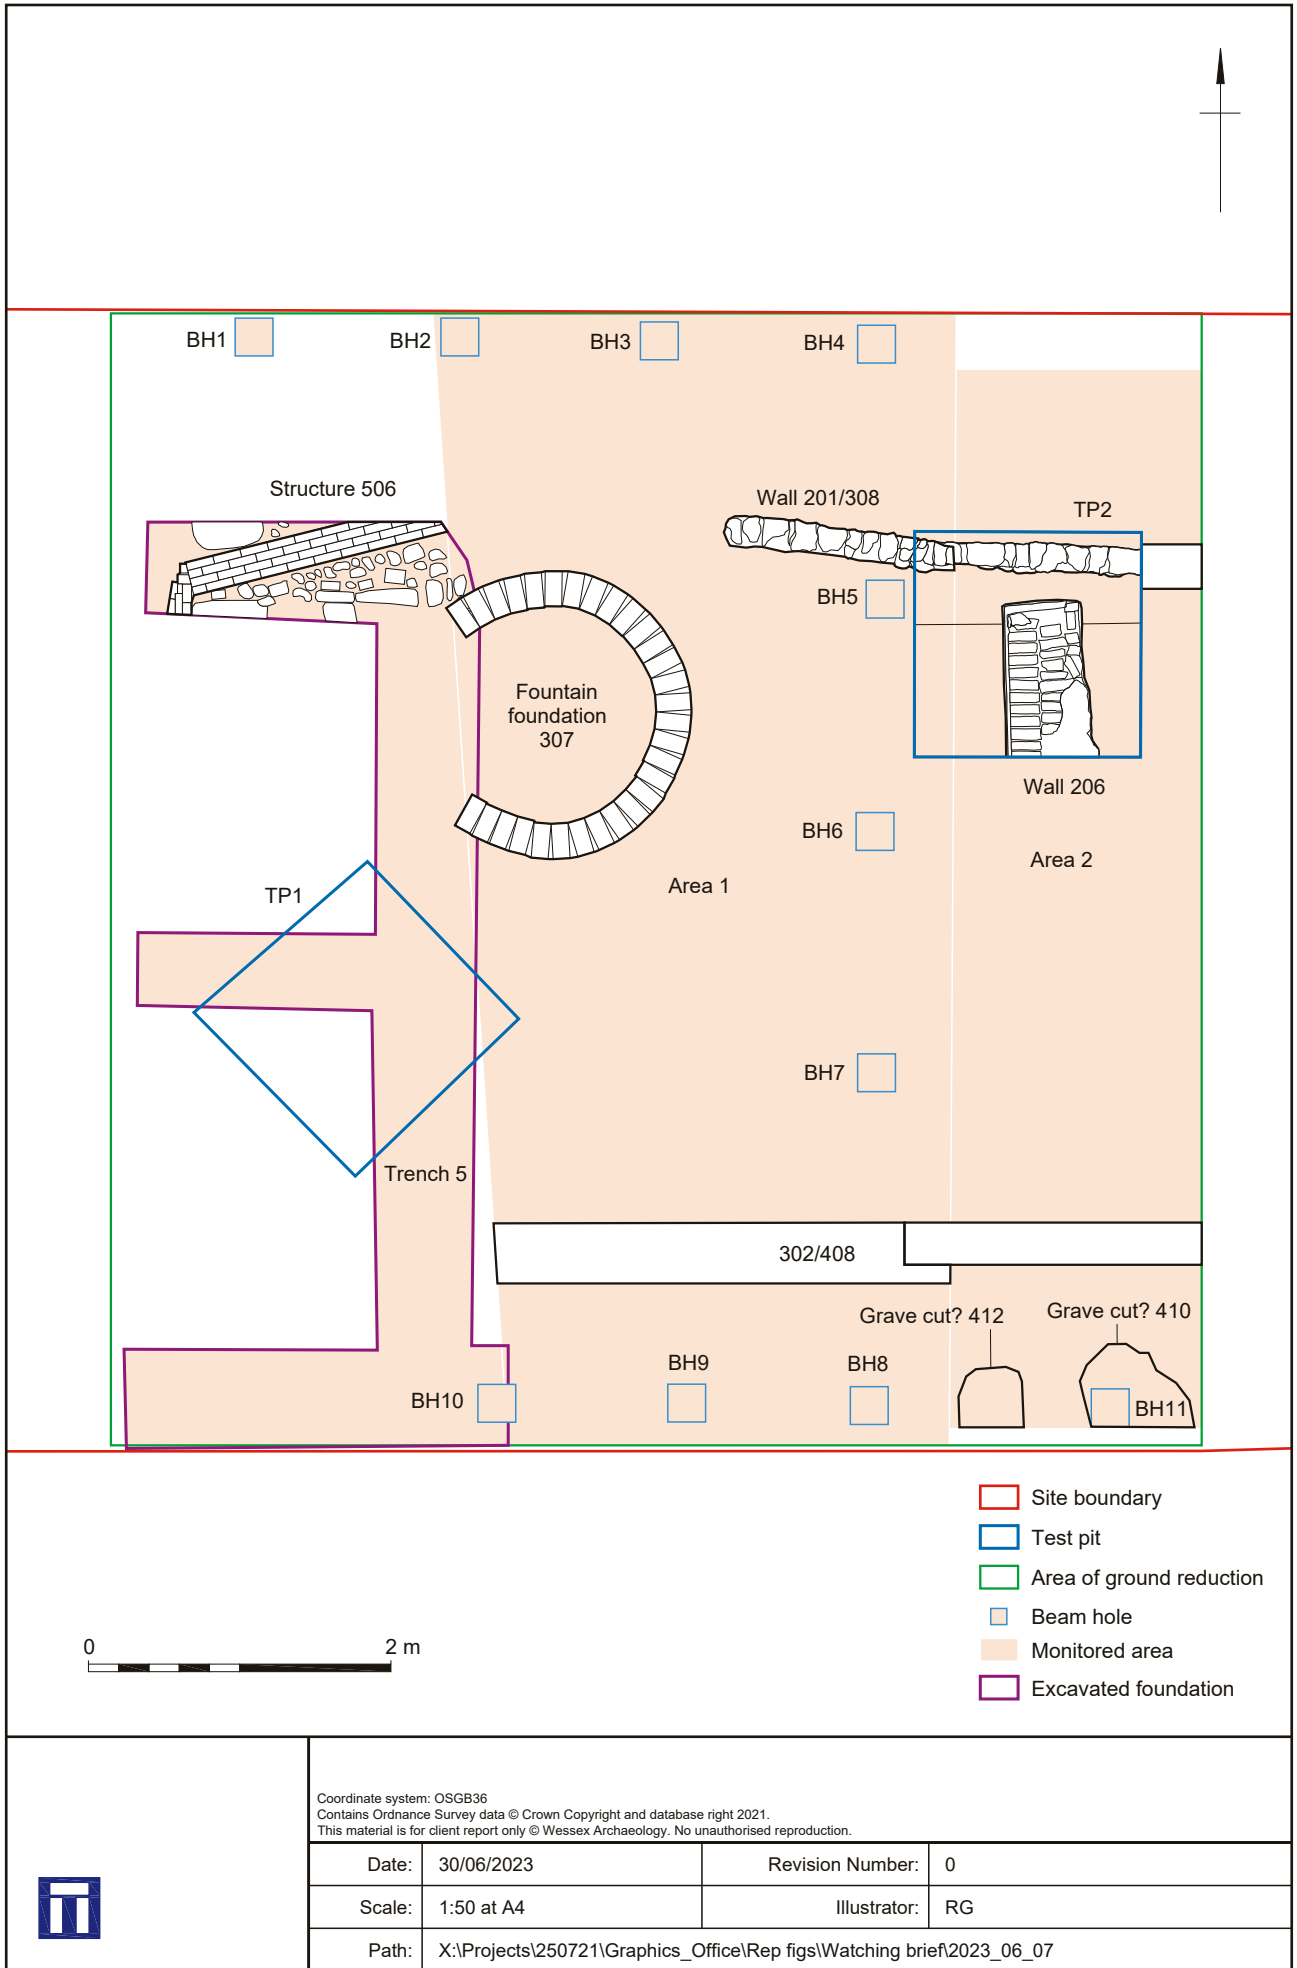 BH1
BH2
BH3
BH4
Structure 506
Wall 201/308
TP2
BH5
Fountain
foundation
307
Wall 206
BH6
Area 2
Area 1
TP1
BH7
Trench 5
302/408
Grave cut? 412
Grave cut? 410
BH9
BH8
BH10
BH11
Site boundary
Test pit
Area of ground reduction
Beam hole
Monitored area
Excavated foundation
0 2 m
Coordinate system: OSGB36
Contains Ordnance Survey data © Crown Copyright and database right 2021.
This material is for client report only © Wessex Archaeology. No unauthorised reproduction.
Date: 30/06/2023 Revision Number: 0
Scale: 1:50 at A4 Illustrator: RG
Path: X:\Projects\250721\Graphics_Office\Rep figs\Watching brief\2023_06_07